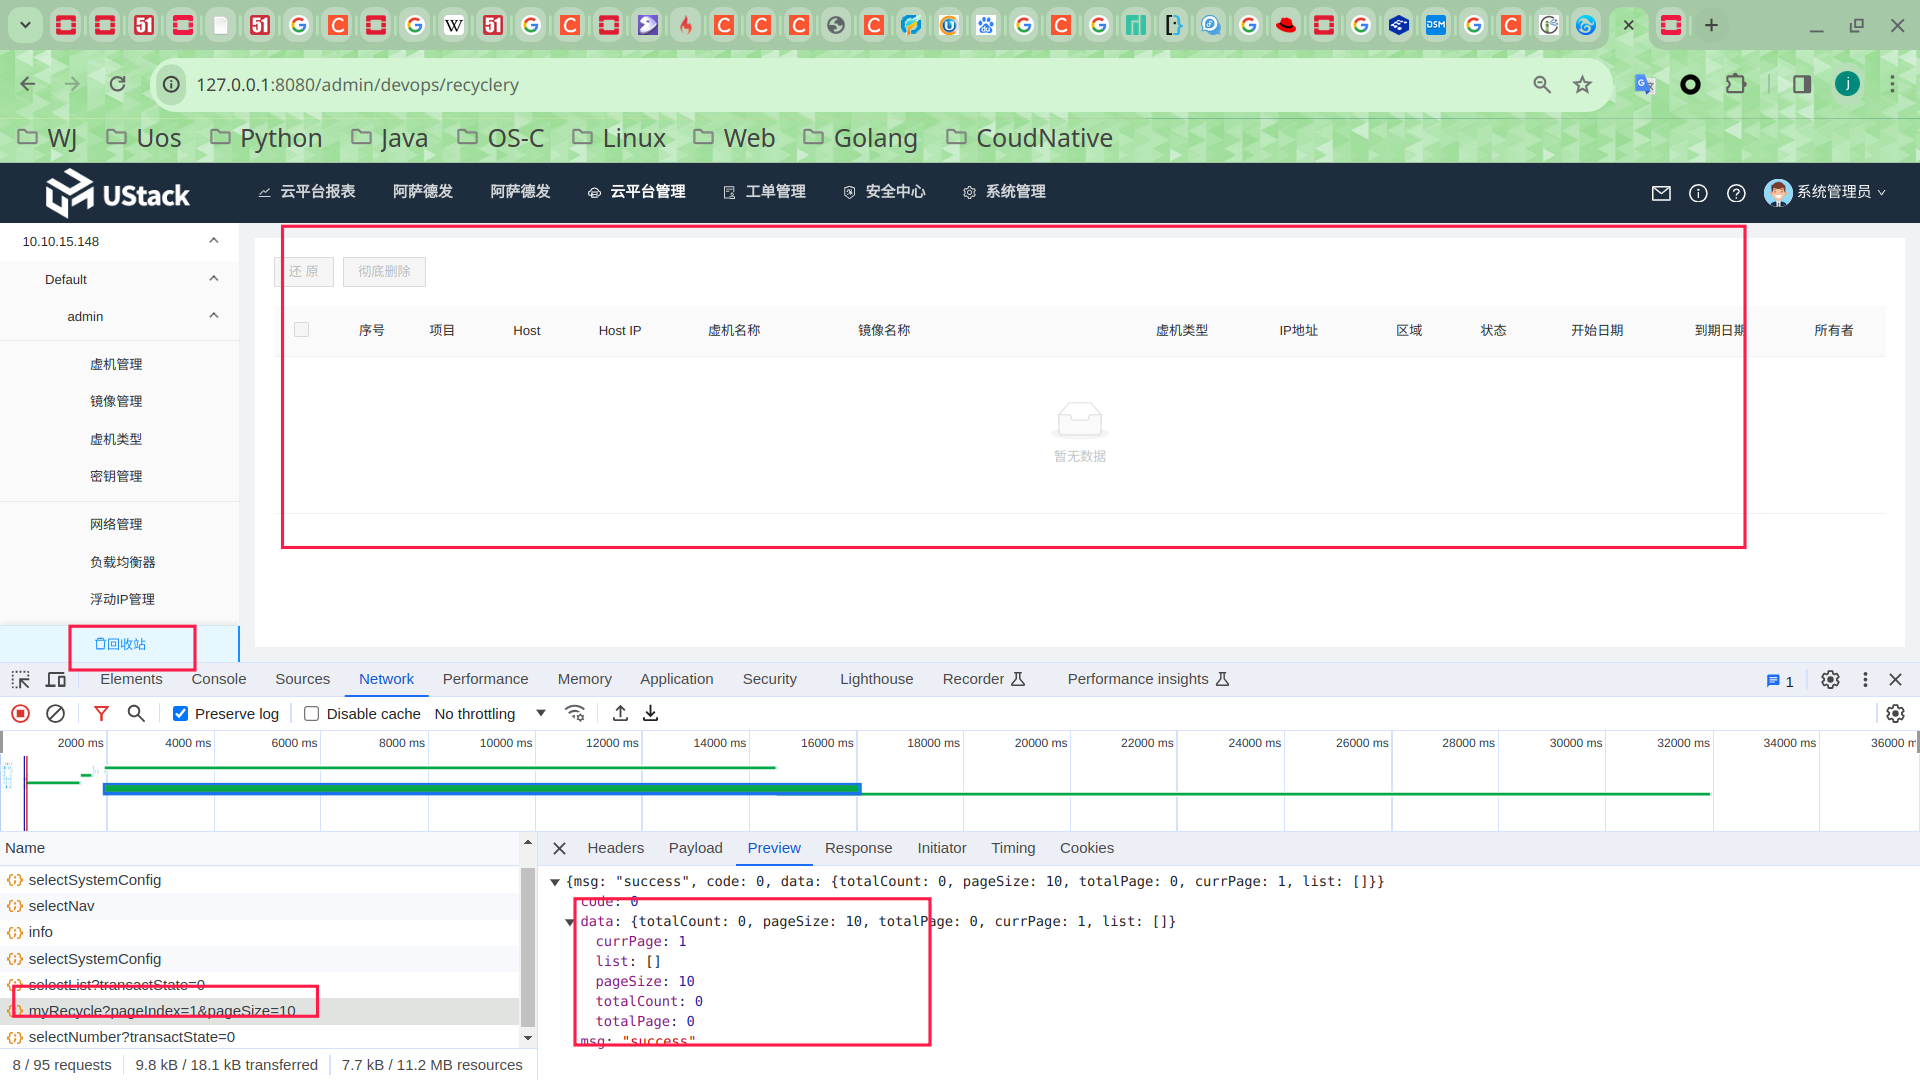 127.0.0.1:8080/admin/devops/recyclery
j
WJ
Uos
Python
Java
OS-C
Linux
Web
Golang
CoudNative
UStack
云平台报表
阿萨德发
阿萨德发
云平台管理
工单管理
安全中心
系统管理
系统管理员
10.10.15.148
Default
admin
虚机管理
镜像管理
虚机类型
密钥管理
网络管理
负载均衡器
浮动IP管理
回收站
还 原
彻底删除
序号
项目
Host
Host IP
虚机名称
镜像名称
虚机类型
IP地址
区域
状态
开始日期
到期日期
所有者
暂无数据
Elements
Console
Sources
Network
Performance
Memory
Application
Security
Lighthouse
Recorder
Performance insights
1
Preserve log
Disable cache
No throttling
2000 ms
4000 ms
6000 ms
8000 ms
10000 ms
12000 ms
14000 ms
16000 ms
18000 ms
20000 ms
22000 ms
24000 ms
26000 ms
28000 ms
30000 ms
32000 ms
34000 ms
36000 m
Name
selectSystemConfig
selectNav
info
selectSystemConfig
selectList?transactState=0
myRecycle?pageIndex=1&pageSize=10
selectNumber?transactState=0
8 / 95 requests
9.8 kB / 18.1 kB transferred
7.7 kB / 11.2 MB resources
Headers
Payload
Preview
Response
Initiator
Timing
Cookies
{msg: "success", code: 0, data: {totalCount: 0, pageSize: 10, totalPage: 0, currPage: 1, list: []}}
code: 0
data: {totalCount: 0, pageSize: 10, totalPage: 0, currPage: 1, list: []}
currPage: 1
list: []
pageSize: 10
totalCount: 0
totalPage: 0
msg: "success"